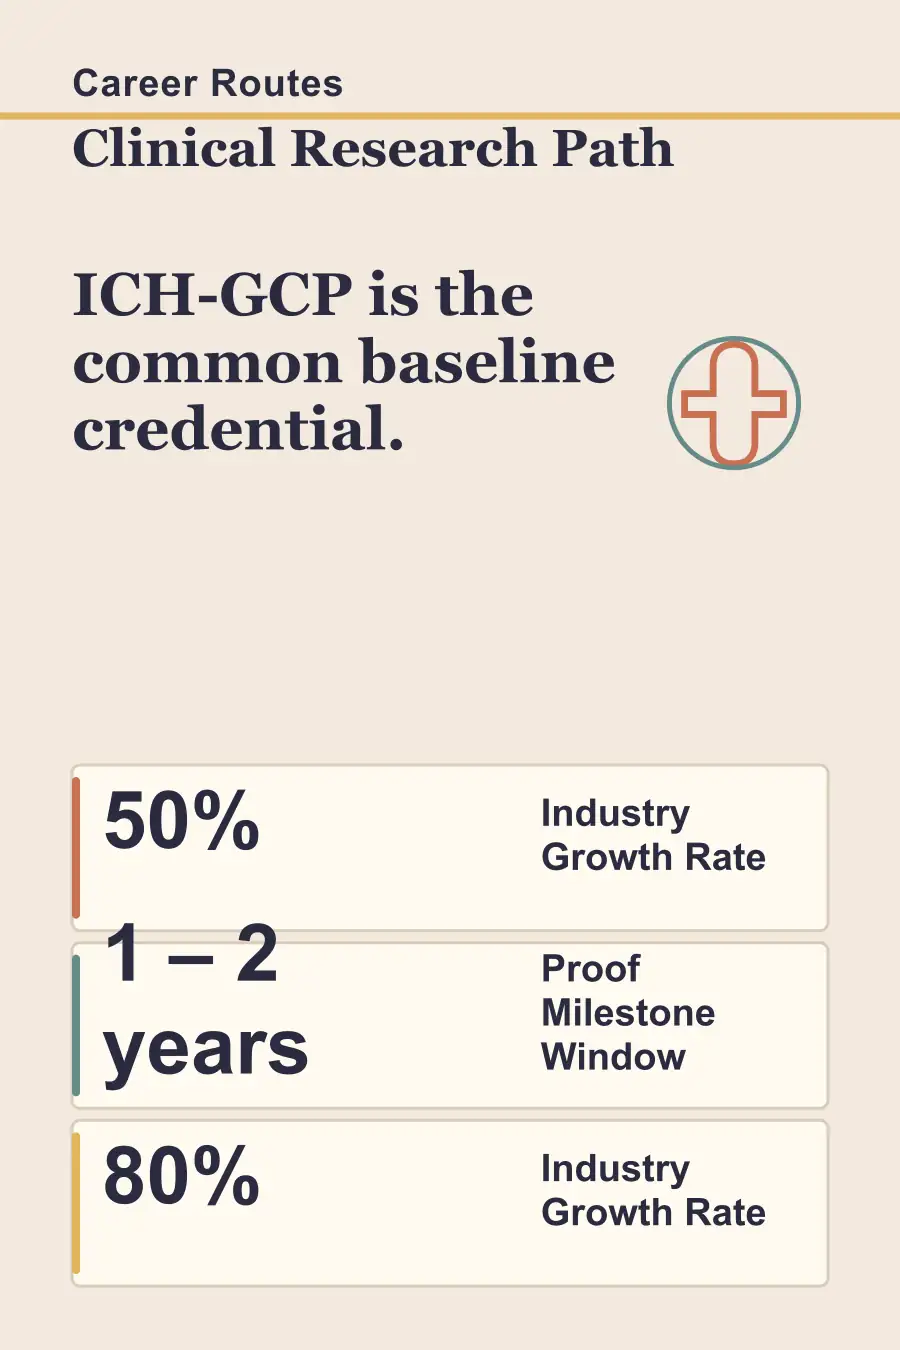 Career Routes
Clinical Research Path
ICH-GCP is the
common baseline
credential.
50%
Industry
Growth Rate
1 – 2
years
Proof
Milestone
Window
80%
Industry
Growth Rate